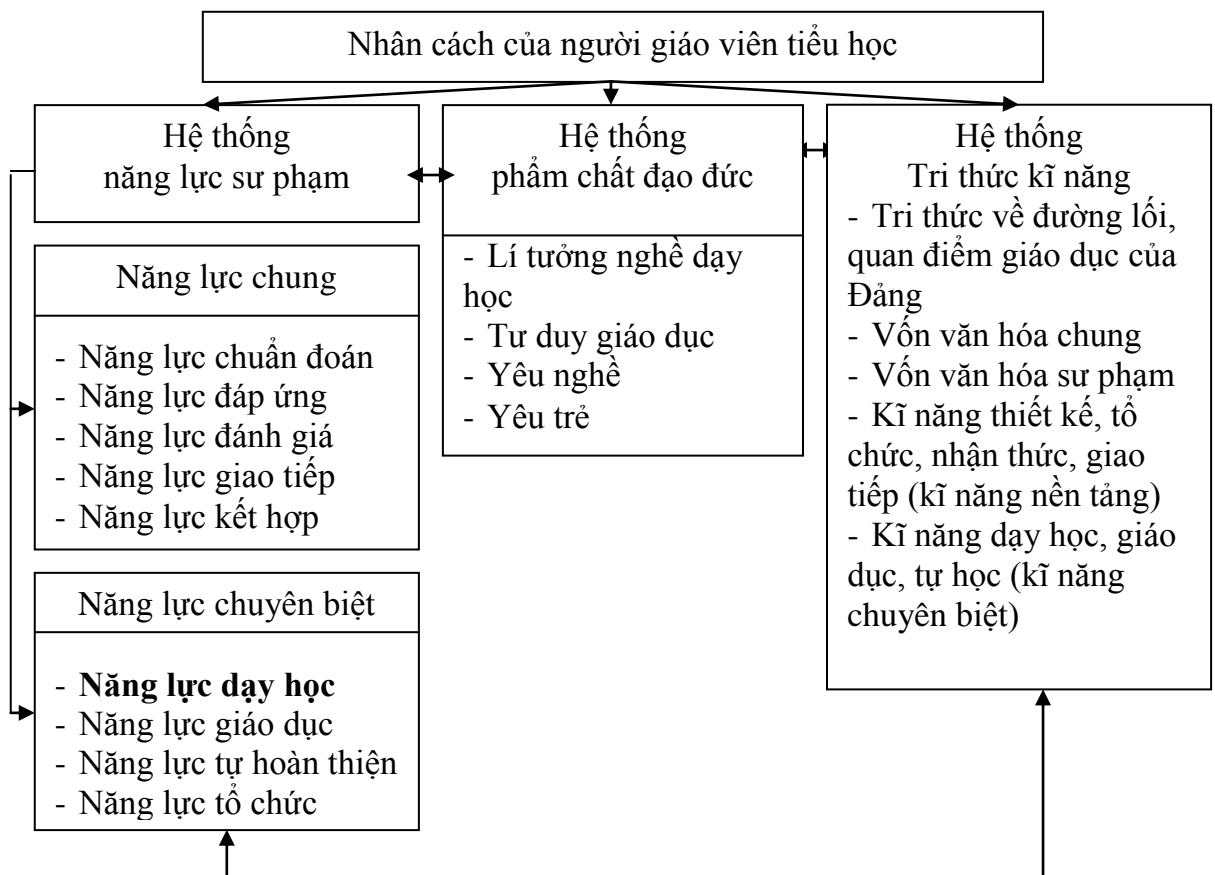 Nhân cách của người giáo viên tiểu học
Hệ thống
năng lực sư phạm
Hệ thống
phẩm chất đạo đức
- Lí tưởng nghề dạy
học
- Tư duy giáo dục
- Yêu nghề
- Yêu trẻ
Hệ thống
Tri thức kĩ năng
- Tri thức về đường lối,
quan điểm giáo dục của
Đảng
- Vốn văn hóa chung
- Vốn văn hóa sư phạm
- Kĩ năng thiết kế, tổ
chức, nhận thức, giao
tiếp (kĩ năng nền tảng)
- Kĩ năng dạy học, giáo
dục, tự học (kĩ năng
chuyên biệt)
Năng lực chung
- Năng lực chuẩn đoán
- Năng lực đáp ứng
- Năng lực đánh giá
- Năng lực giao tiếp
- Năng lực kết hợp
Năng lực chuyên biệt
- Năng lực dạy học
- Năng lực giáo dục
- Năng lực tự hoàn thiện
- Năng lực tổ chức